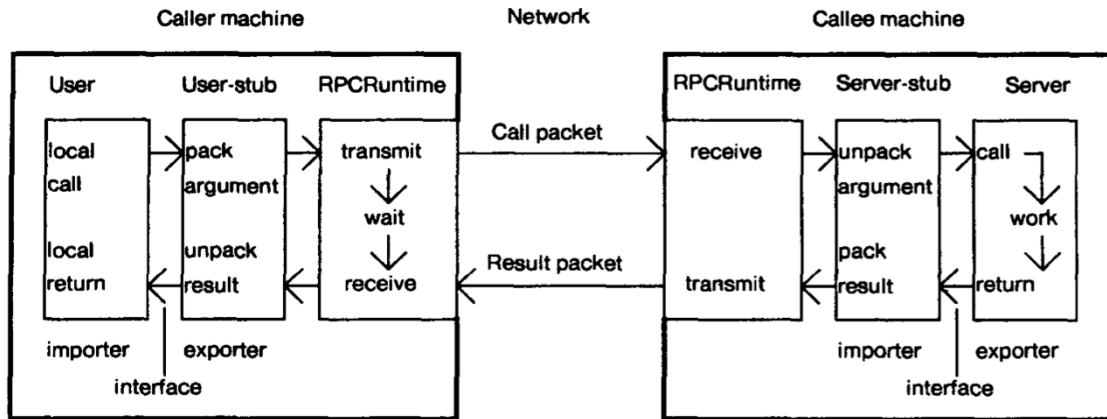 Caller machine Network Callee machine
User User-stub RPCRuntime RPCRuntime Server-stub Server
Call packet
local pack transmit receive unpack call
call argument argument
wait work
local unpack pack
Result packet
return result receive transmit result return
importer exporter importer exporter
interface interface